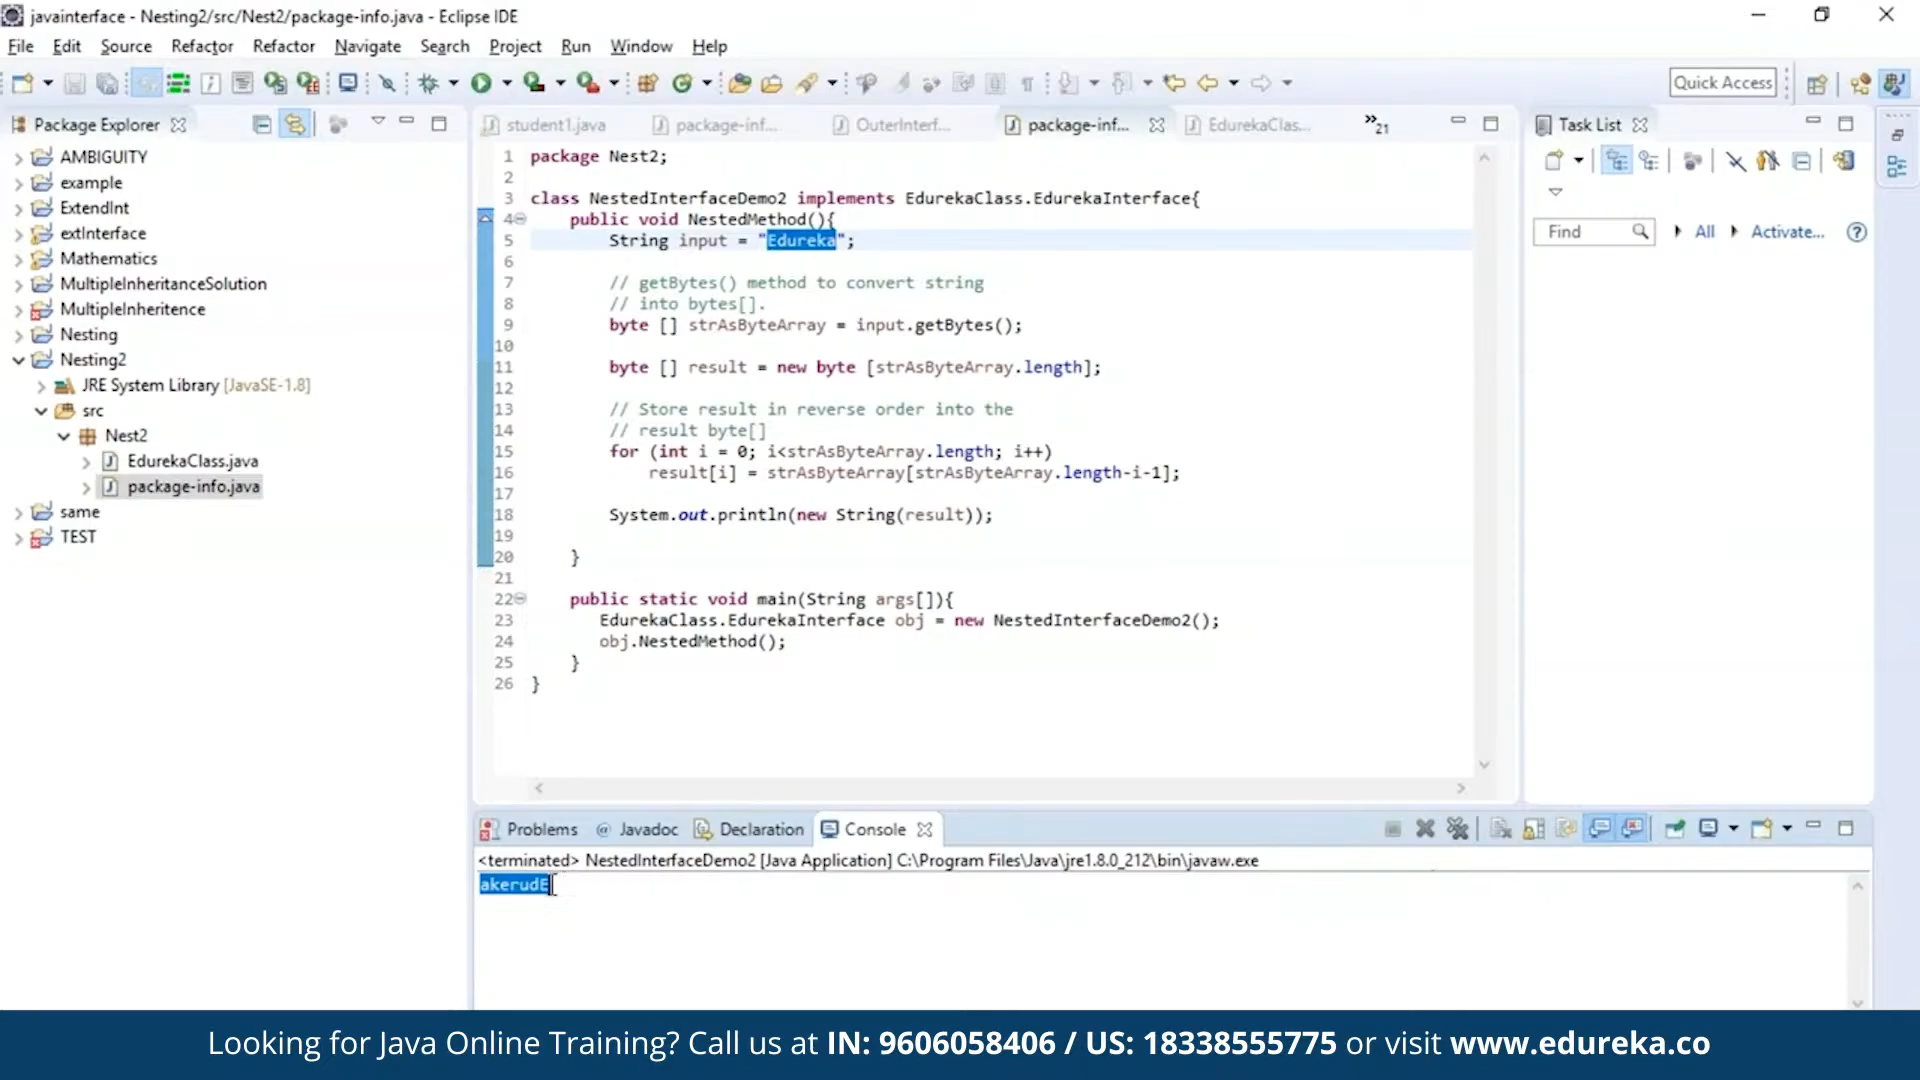 javainterface - Nesting2/src/Nest2/package-info.java - Eclipse IDE
File Edit Source Refactor Refactor Navigate Search Project Run Window Help
Quick Access
Package Explorer
AMBIGUITY
example
ExtendInt
extInterface
Mathematics
MultipleInheritanceSolution
MultipleInheritence
Nesting
Nesting2
JRE System Library [JavaSE-1.8]
src
Nest2
EdurekaClass.java
package-info.java
same
TEST
student1.java package-inf... OuterInterf... package-inf... EdurekaClas... »21
1 package Nest2;
2
3 class NestedInterfaceDemo2 implements EdurekaClass.EdurekaInterface{
4 public void NestedMethod(){
5 String input = "Edureka";
6
7 // getBytes() method to convert string
8 // into bytes[].
9 byte [] strAsByteArray = input.getBytes();
10
11 byte [] result = new byte [strAsByteArray.length];
12
13 // Store result in reverse order into the
14 // result byte[]
15 for (int i = 0; i<strAsByteArray.length; i++)
16 result[i] = strAsByteArray[strAsByteArray.length-i-1];
17
18 System.out.println(new String(result));
19
20 }
21
22 public static void main(String args[]){
23 EdurekaClass.EdurekaInterface obj = new NestedInterfaceDemo2();
24 obj.NestedMethod();
25 }
26 }
Task List
Find All Activate...
Problems @ Javadoc Declaration Console
<terminated> NestedInterfaceDemo2 [Java Application] C:\Program Files\Java\jre1.8.0_212\bin\javaw.exe
akerudE
Looking for Java Online Training? Call us at IN: 9606058406 / US: 18338555775 or visit www.edureka.co